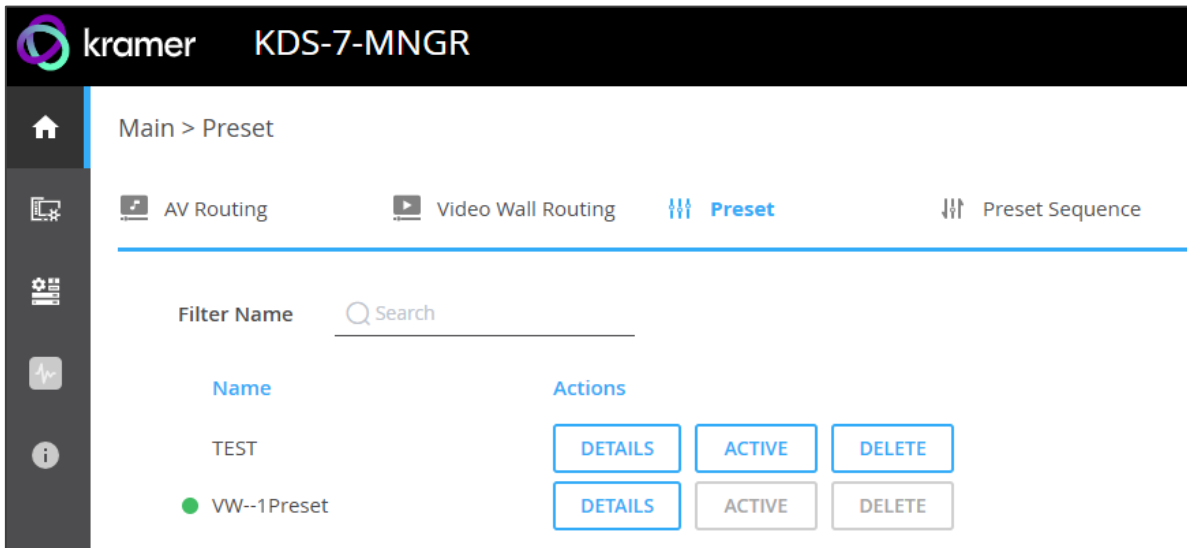 kramer KDS-7-MNGR
Main > Preset
AV Routing Video Wall Routing Preset Preset Sequence
Filter Name Search
Name Actions
TEST DETAILS ACTIVE DELETE
VW--1Preset DETAILS ACTIVE DELETE